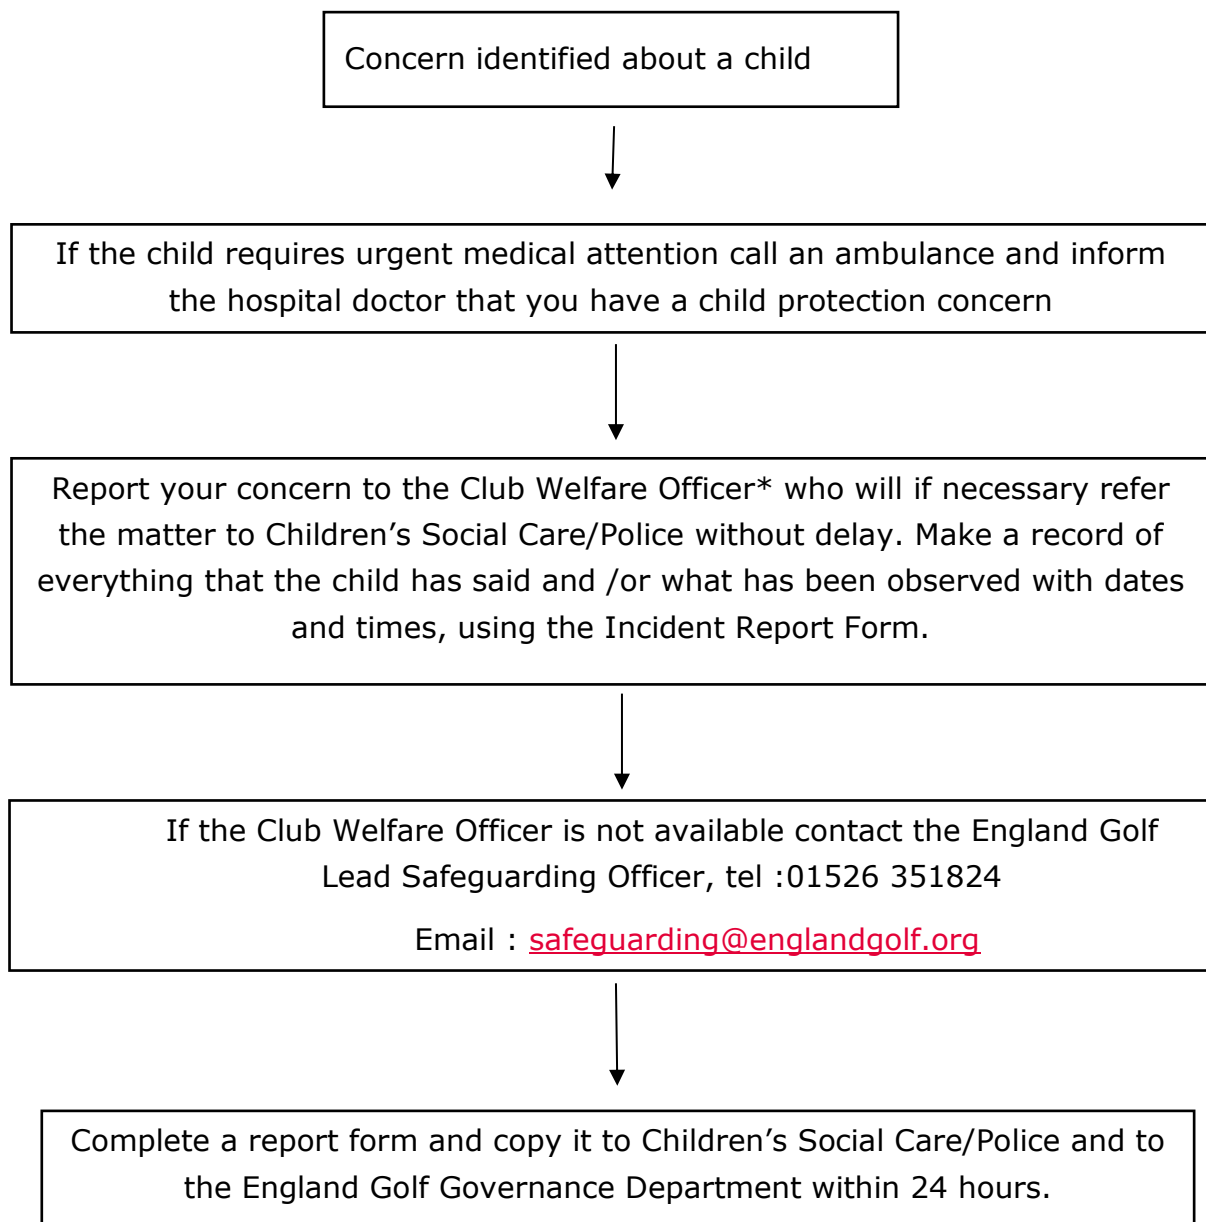 Concern identified about a child
If the child requires urgent medical attention call an ambulance and inform
the hospital doctor that you have a child protection concern
Report your concern to the Club Welfare Officer* who will if necessary refer
the matter to Children’s Social Care/Police without delay. Make a record of
everything that the child has said and /or what has been observed with dates
and times, using the Incident Report Form.
If the Club Welfare Officer is not available contact the England Golf
Lead Safeguarding Officer, tel :01526 351824
Email : safeguarding@englandgolf.org
Complete a report form and copy it to Children’s Social Care/Police and to
the England Golf Governance Department within 24 hours.